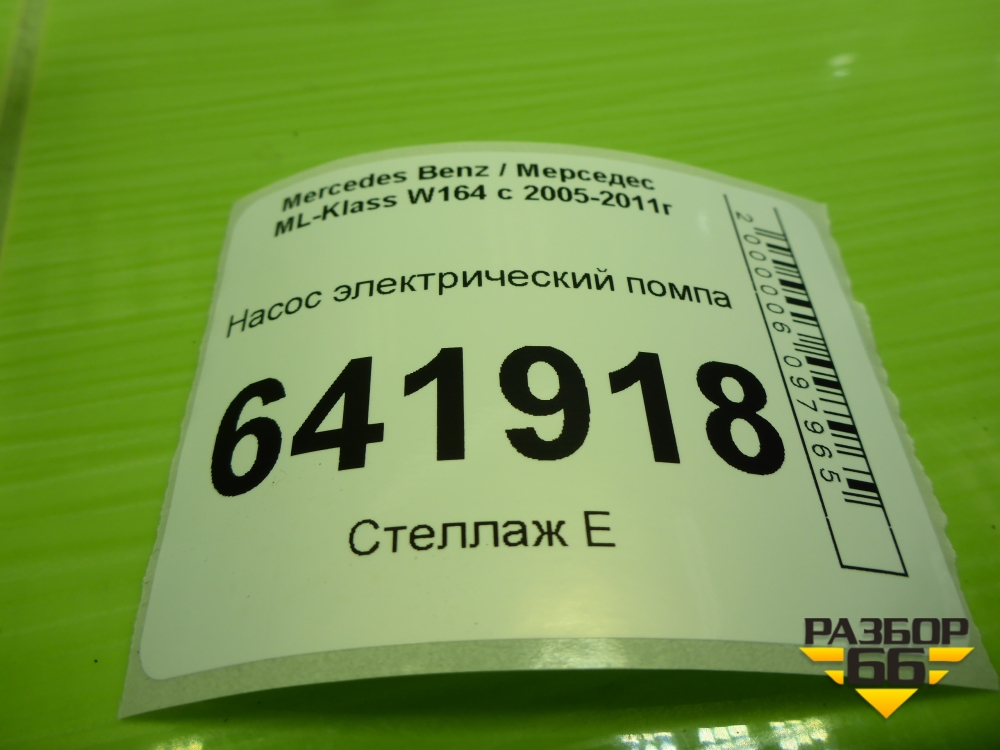 Mercedes Benz / Мерседес
ML-Klass W164 с 2005-2011г
Насос электрический помпа
641918
Стеллаж Е
2000006097965
РАЗБОР
66